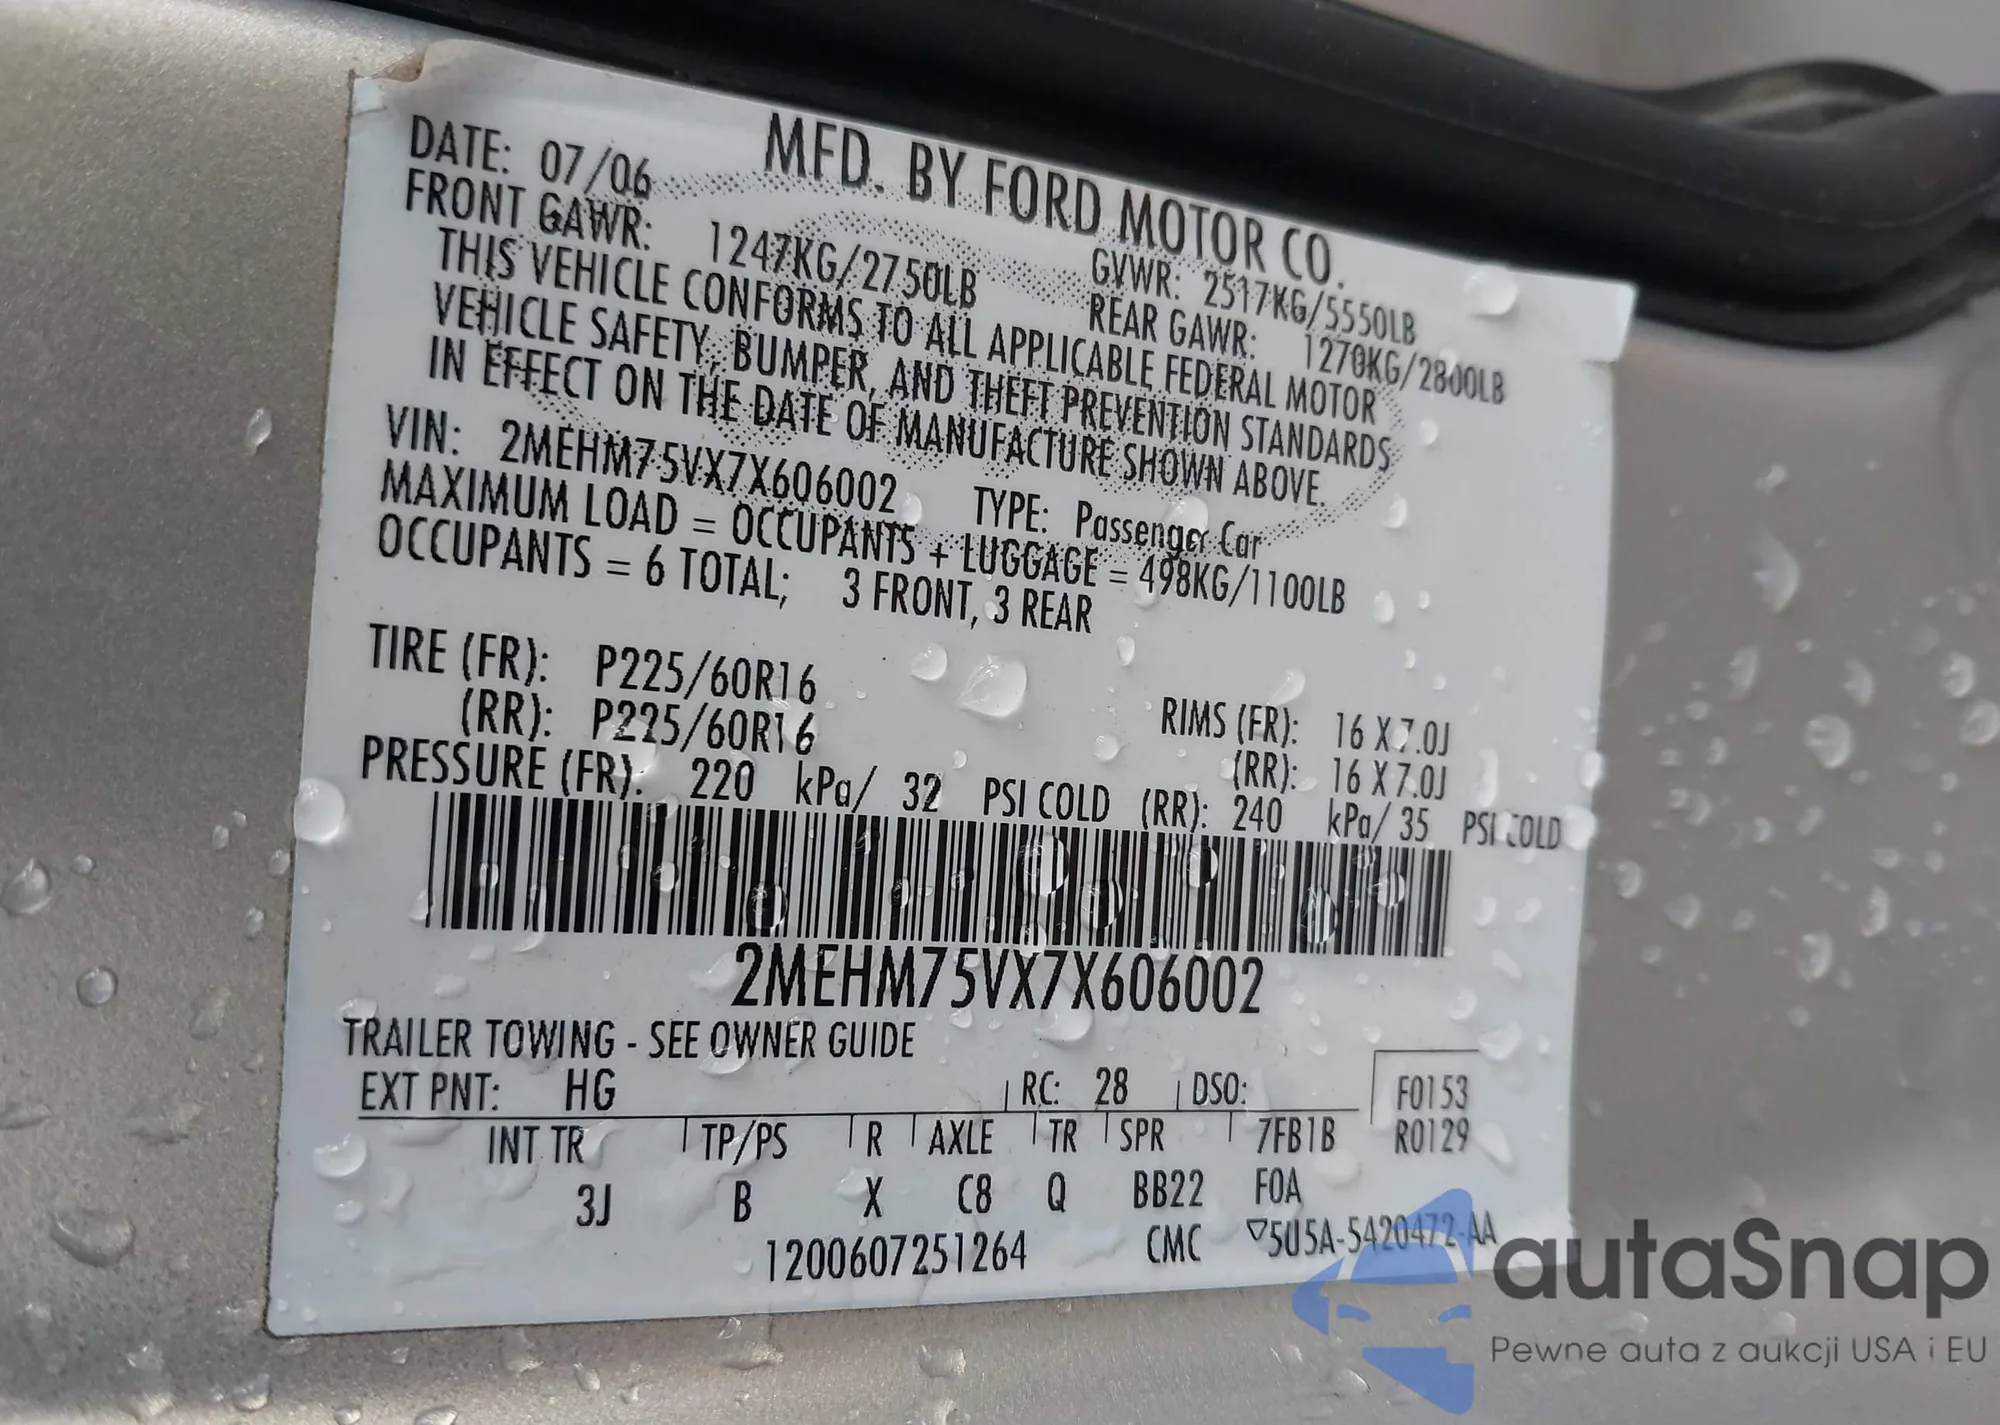 MFD. BY FORD MOTOR CO.
DATE: 07/06 GVWR: 2517KG/5550LB
FRONT GAWR: 1247KG/2750LB REAR GAWR: 1270KG/2800LB
THIS VEHICLE CONFORMS TO ALL APPLICABLE FEDERAL MOTOR
VEHICLE SAFETY, BUMPER, AND THEFT PREVENTION STANDARDS
IN EFFECT ON THE DATE OF MANUFACTURE SHOWN ABOVE.
VIN: 2MEHM75VX7X606002 TYPE: Passenger Car
MAXIMUM LOAD = OCCUPANTS + LUGGAGE = 498KG/1100LB
OCCUPANTS = 6 TOTAL; 3 FRONT, 3 REAR
TIRE (FR): P225/60R16 RIMS (FR): 16 X 7.0J
(RR): P225/60R16 (RR): 16 X 7.0J
PRESSURE (FR): 220 kPa/ 32 PSI COLD (RR): 240 kPa/ 35 PSI COLD
2MEHM75VX7X606002
TRAILER TOWING - SEE OWNER GUIDE
EXT PNT: HG RC: 28 DSO: F0153
INT TR TP/PS R AXLE TR SPR 7FB1B R0129
3J B X C8 Q BB22 F0A
1200607251264 CMC ▽5U5A-5420472-AA
autaSnap
Pewne auta z aukcji USA i EU